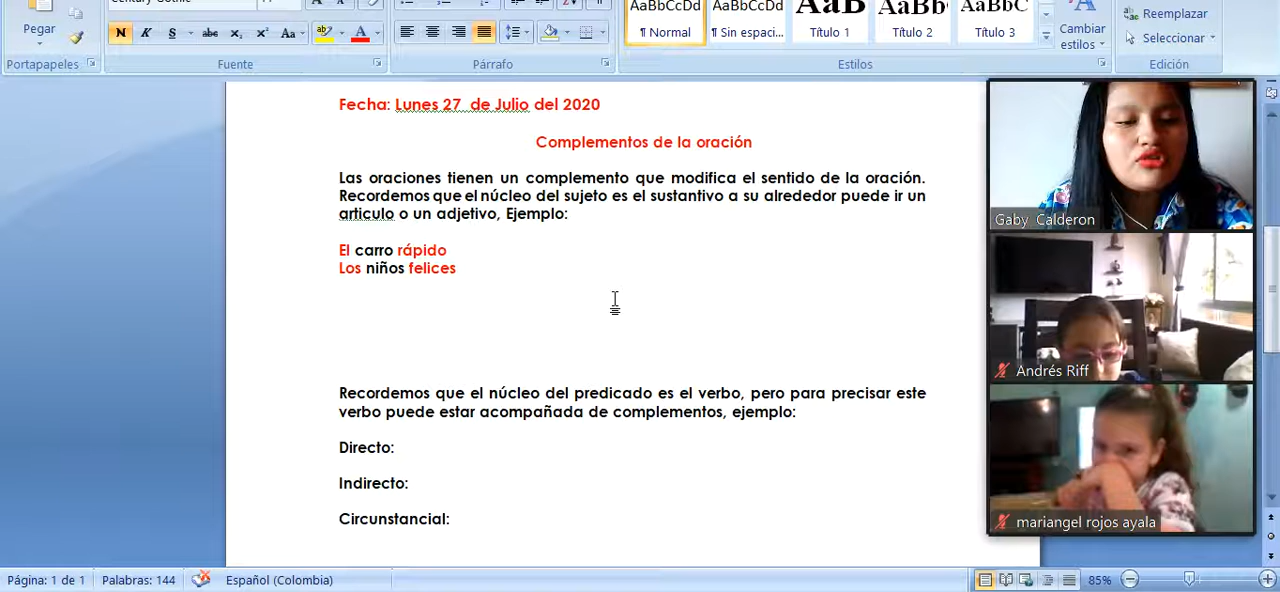 Pegar
Portapapeles
N K S abc x₂ x² Aa
Fuente
Párrafo
AaBbCcDd AaBbCcDd AaB AaBb( AaBbC
¶ Normal ¶ Sin espaci... Título 1 Título 2 Título 3
Estilos
Cambiar
estilos
Reemplazar
Seleccionar
Edición
Fecha: Lunes 27 de Julio del 2020
Complementos de la oración
Las oraciones tienen un complemento que modifica el sentido de la oración.
Recordemos que el núcleo del sujeto es el sustantivo a su alrededor puede ir un
articulo o un adjetivo, Ejemplo:
El carro rápido
Los niños felices
Recordemos que el núcleo del predicado es el verbo, pero para precisar este
verbo puede estar acompañada de complementos, ejemplo:
Directo:
Indirecto:
Circunstancial:
Gaby Calderon
Andrés Riff
mariangel rojos ayala
Página: 1 de 1 Palabras: 144 Español (Colombia) 85%